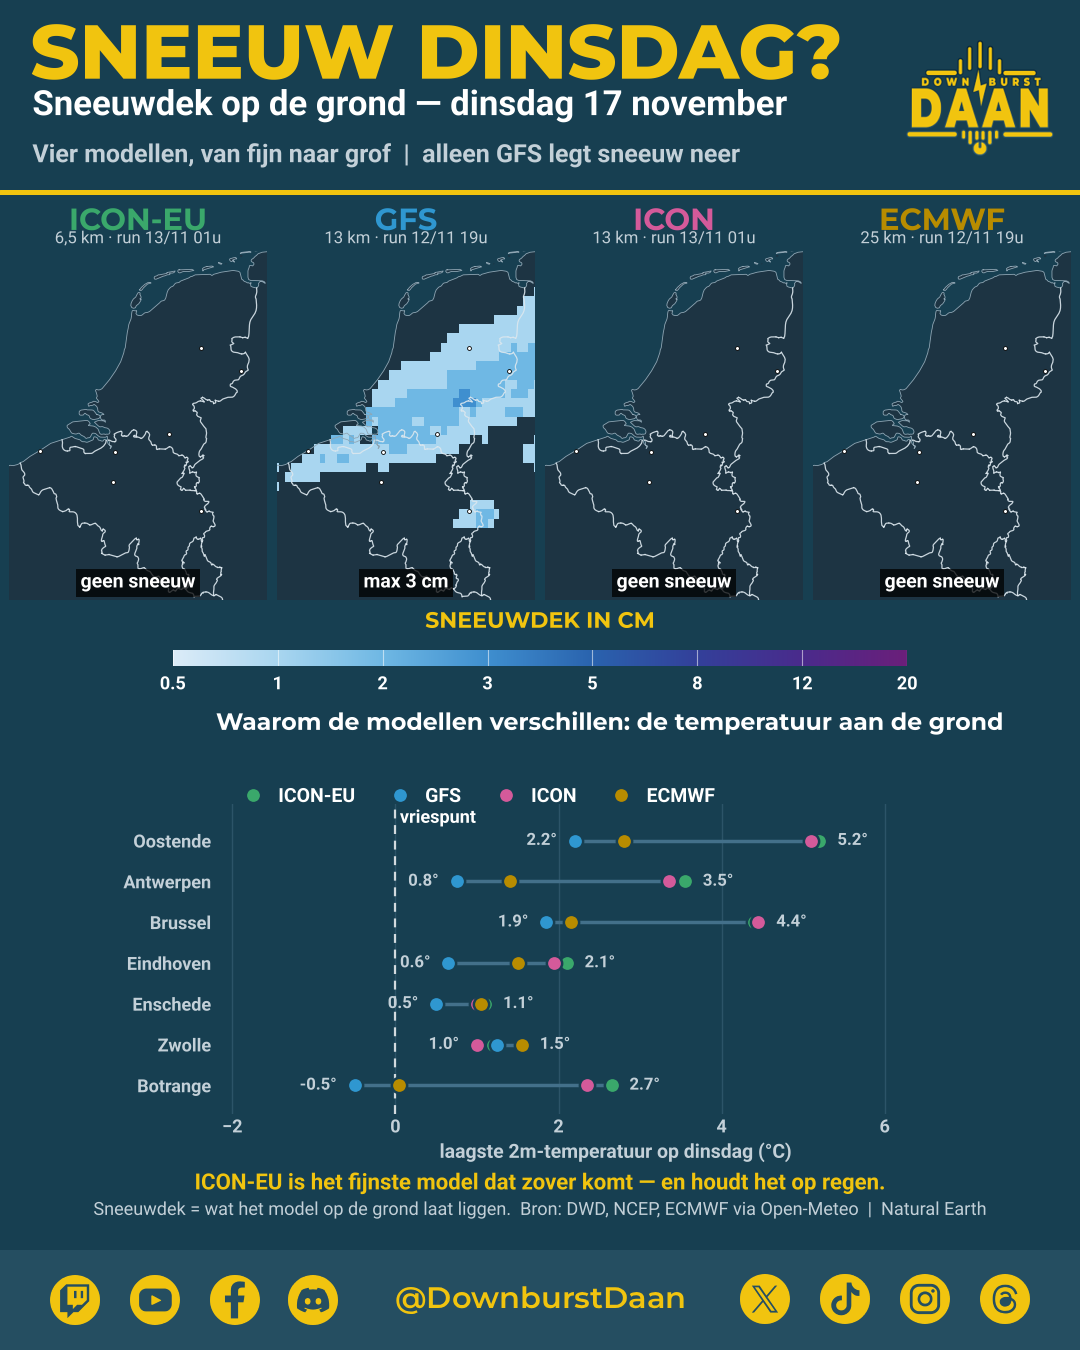 SNEEUW DINSDAG?
Sneeuwdek op de grond — dinsdag 17 november
Vier modellen, van fijn naar grof | alleen GFS legt sneeuw neer
DOWNBURST
DAAN
ICON-EU
6,5 km · run 13/11 01u
GFS
13 km · run 12/11 19u
ICON
13 km · run 13/11 01u
ECMWF
25 km · run 12/11 19u
geen sneeuw
max 3 cm
geen sneeuw
geen sneeuw
SNEEUWDEK IN CM
0.5 1 2 3 5 8 12 20
Waarom de modellen verschillen: de temperatuur aan de grond
ICON-EU GFS ICON ECMWF
vriespunt
Oostende 2.2° 5.2°
Antwerpen 0.8° 3.5°
Brussel 1.9° 4.4°
Eindhoven 0.6° 2.1°
Enschede 0.5° 1.1°
Zwolle 1.0° 1.5°
Botrange -0.5° 2.7°
−2 0 2 4 6
laagste 2m-temperatuur op dinsdag (°C)
ICON-EU is het fijnste model dat zover komt — en houdt het op regen.
Sneeuwdek = wat het model op de grond laat liggen. Bron: DWD, NCEP, ECMWF via Open-Meteo | Natural Earth
@DownburstDaan